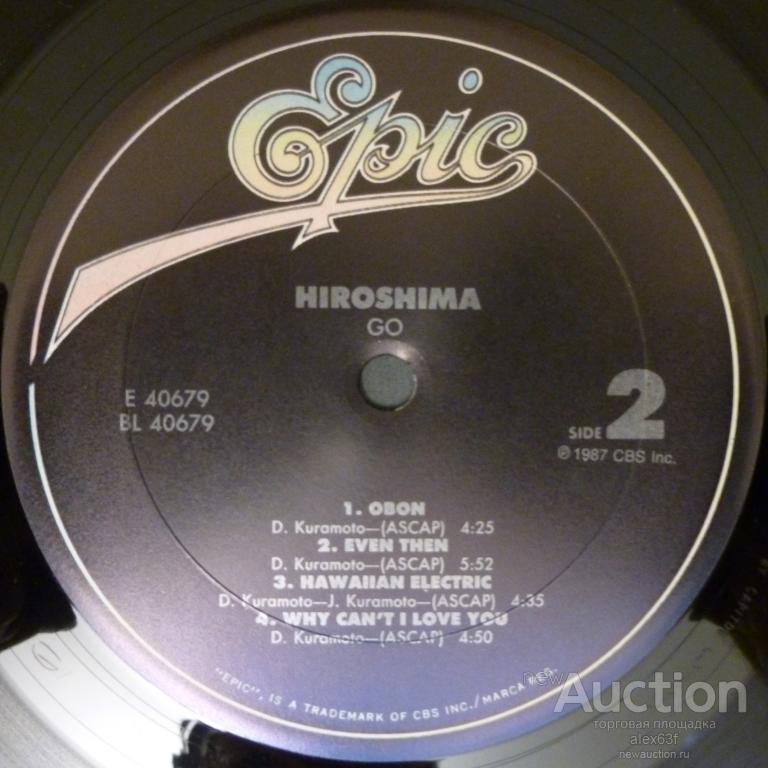 Epic
HIROSHIMA
GO
E 40679
BL 40679
SIDE 2
℗ 1987 CBS Inc.
1. OBON
D. Kuramoto—(ASCAP) 4:25
2. EVEN THEN
D. Kuramoto—(ASCAP) 5:52
3. HAWAIIAN ELECTRIC
D. Kuramoto—J. Kuramoto—(ASCAP) 4:35
4. WHY CAN'T I LOVE YOU
D. Kuramoto—(ASCAP) 4:50
"EPIC", IS A TRADEMARK OF CBS INC./MARCA REG.
newAuction
торговая площадка
alex63f
newauction.ru